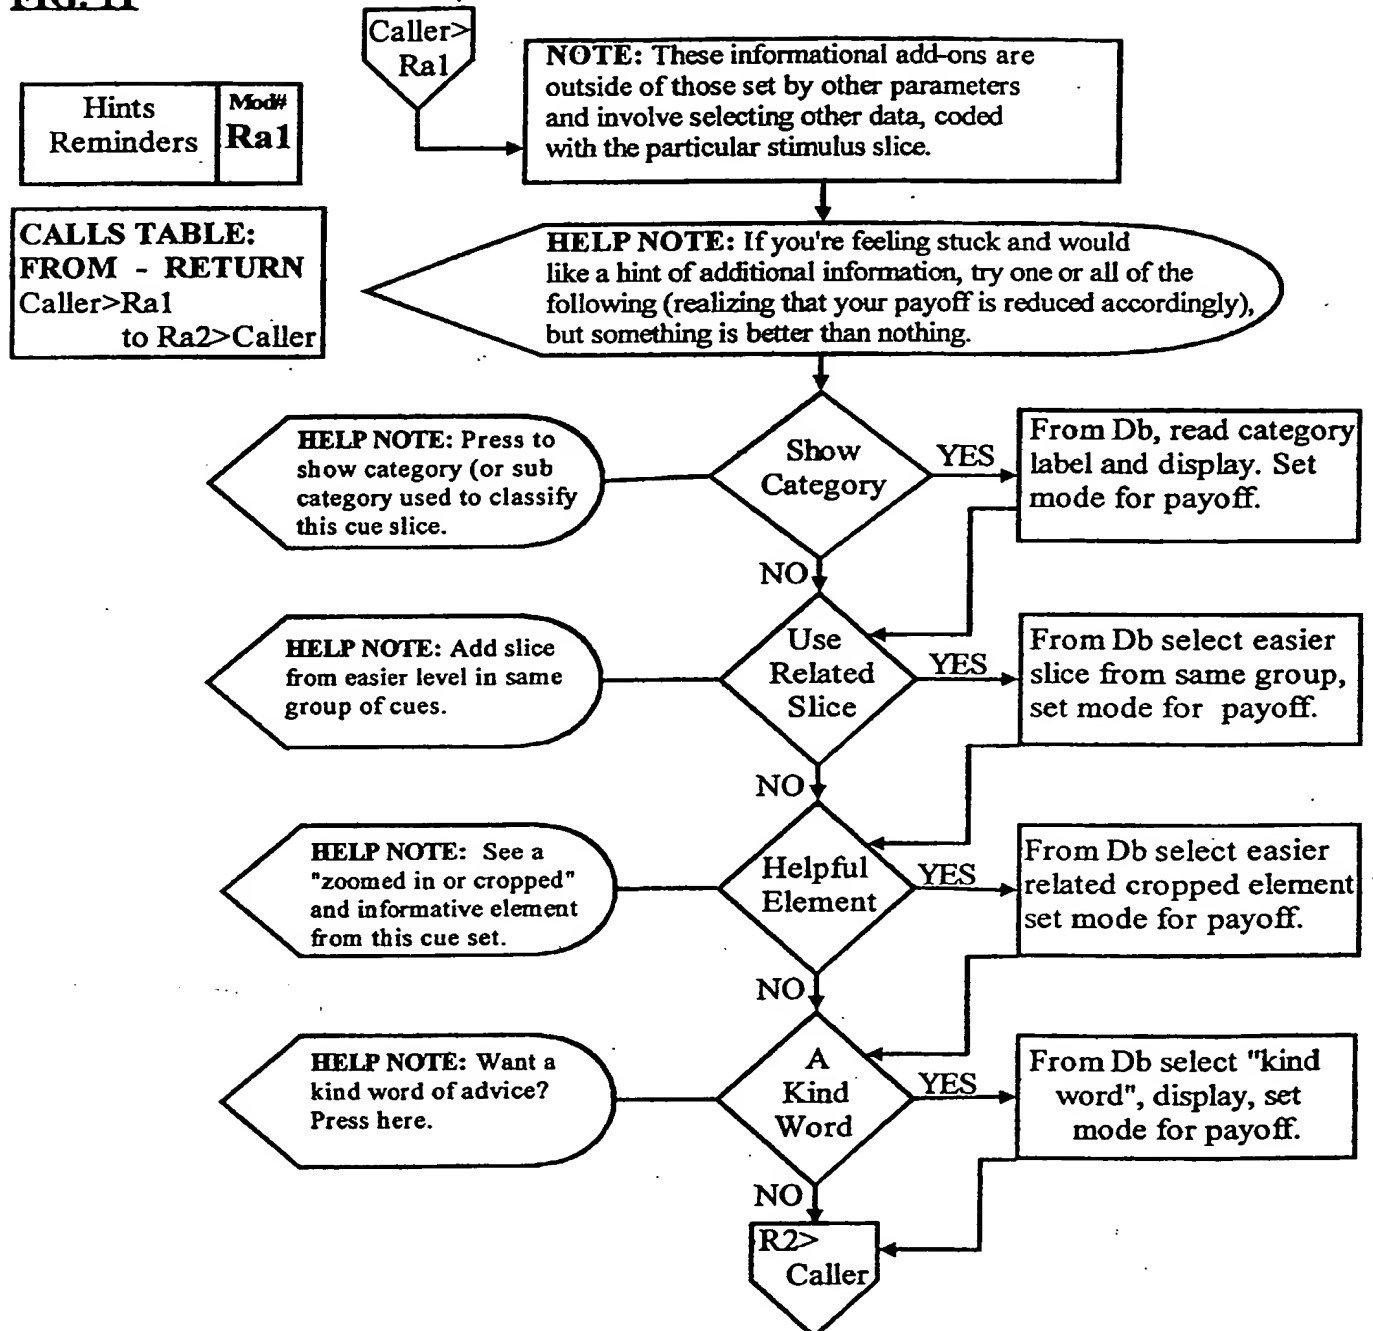 FIG. 11
Caller>
Ra1
Hints
Reminders
Mod#
Ra1
CALLS TABLE:
FROM - RETURN
Caller>Ra1
to Ra2>Caller
NOTE: These informational add-ons are
outside of those set by other parameters
and involve selecting other data, coded
with the particular stimulus slice.
HELP NOTE: If you're feeling stuck and would
like a hint of additional information, try one or all of the
following (realizing that your payoff is reduced accordingly),
but something is better than nothing.
HELP NOTE: Press to
show category (or sub
category used to classify
this cue slice.
Show
Category
YES
From Db, read category
label and display. Set
mode for payoff.
NO
HELP NOTE: Add slice
from easier level in same
group of cues.
Use
Related
Slice
YES
From Db select easier
slice from same group,
set mode for payoff.
NO
HELP NOTE: See a
"zoomed in or cropped"
and informative element
from this cue set.
Helpful
Element
YES
From Db select easier
related cropped element
set mode for payoff.
NO
HELP NOTE: Want a
kind word of advice?
Press here.
A
Kind
Word
YES
From Db select "kind
word", display, set
mode for payoff.
NO
R2>
Caller